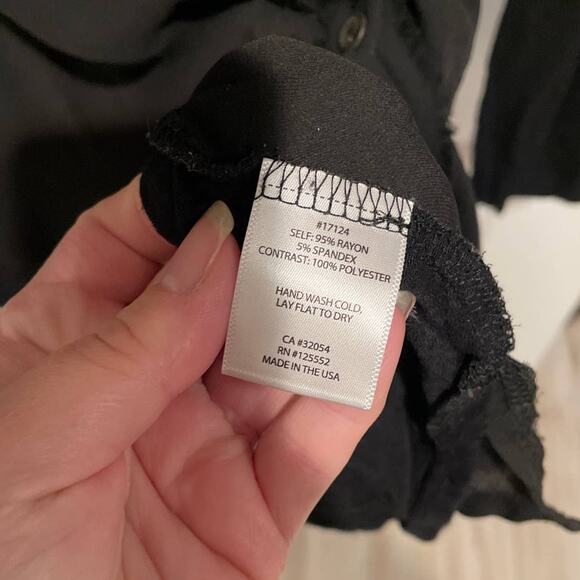 #17124
SELF: 95% RAYON
5% SPANDEX
CONTRAST: 100% POLYESTER
HAND WASH COLD,
LAY FLAT TO DRY
CA #32054
RN #125552
MADE IN THE USA